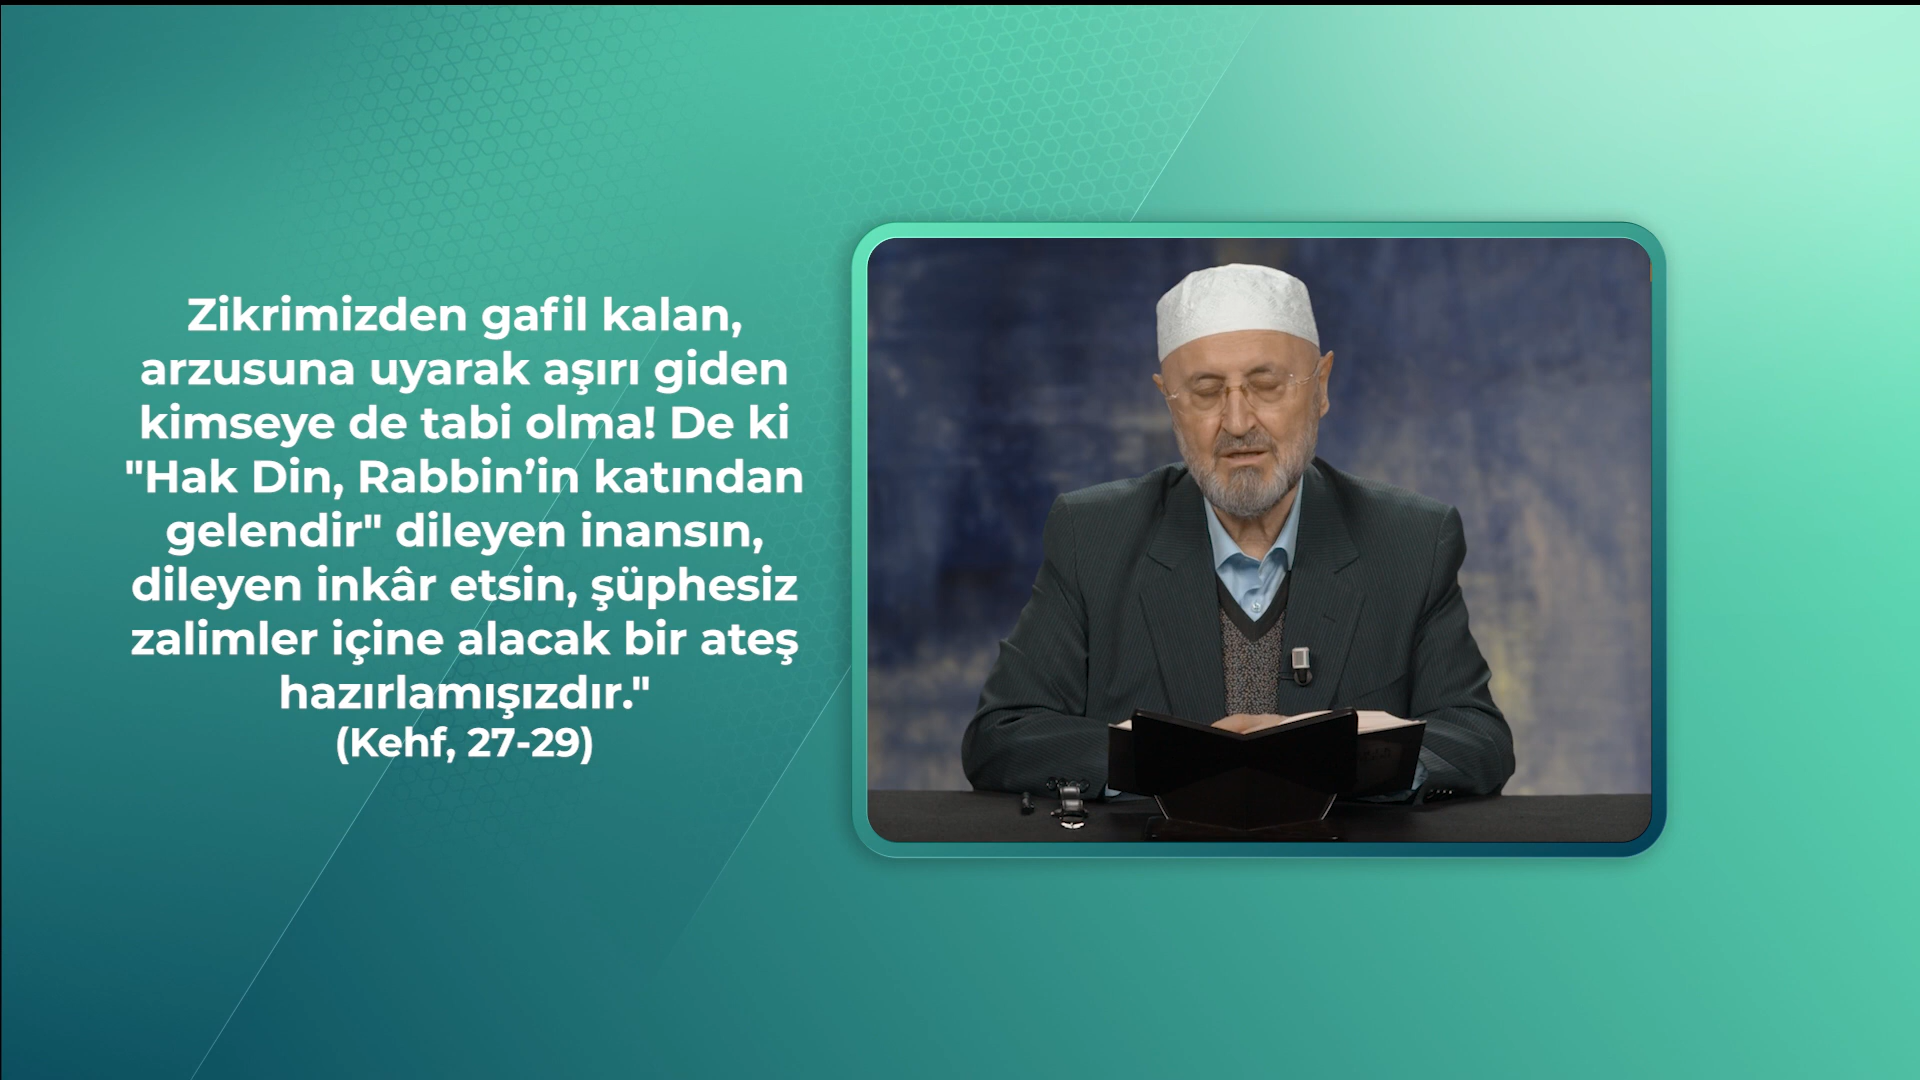 Zikrimizden gafil kalan,
arzusuna uyarak aşırı giden
kimseye de tabi olma! De ki
"Hak Din, Rabbin’in katından
gelendir" dileyen inansın,
dileyen inkâr etsin, şüphesiz
zalimler içine alacak bir ateş
hazırlamışızdır."
(Kehf, 27-29)